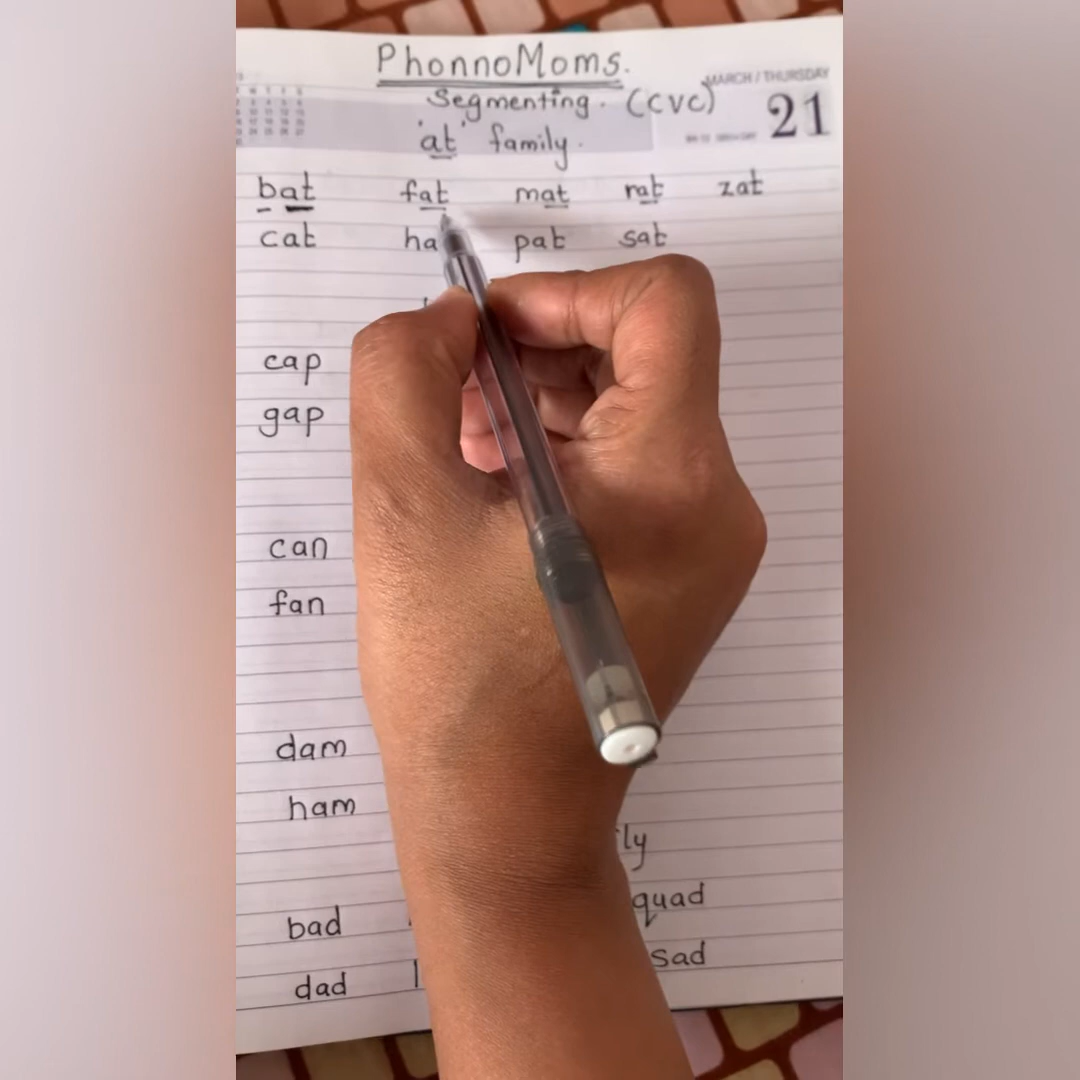 PhonnoMoms.
MARCH / THURSDAY
Segmenting. (CVC)
21
'at' family.
bat fat mat rat zat
cat ha pat sat
cap
gap
can
fan
dam
ham
ly
bad quad
dad sad